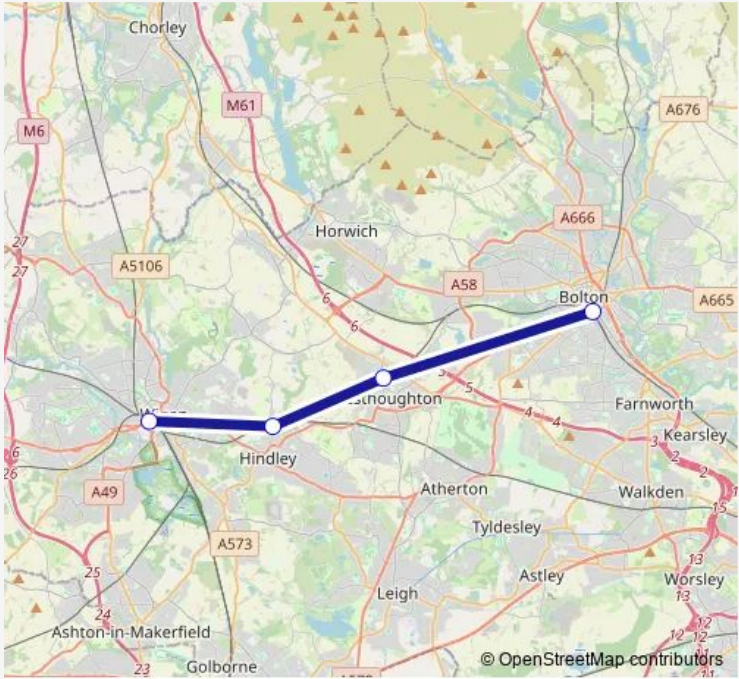 Chorley
M61
A676
M6
A666
Horwich
27
27
A5106
A58
Bolton
A665
6
6
5
5
Hindley
4
4
Farnworth
3
Kearsley
2
2
6
26
A49
Atherton
Walkden
1
15
A573
Tyldesley
25
Astley
13
Worsley
Leigh
13
24
12
12
11
Ashton-in-Makerfield
23
Golborne
© OpenStreetMap contributors